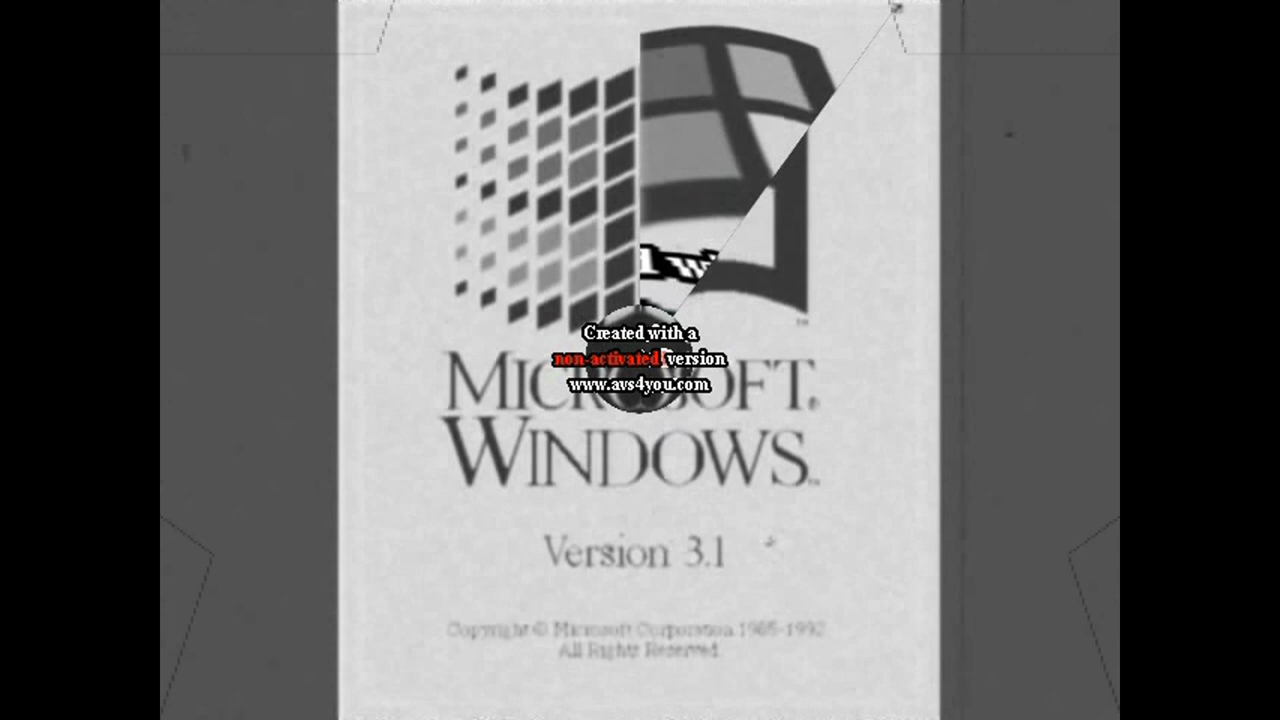 Created with a
non-activated version
www.avs4you.com
MICROSOFT.
WINDOWS™
Version 3.1
Copyright © Microsoft Corporation 1985-1992
All Rights Reserved